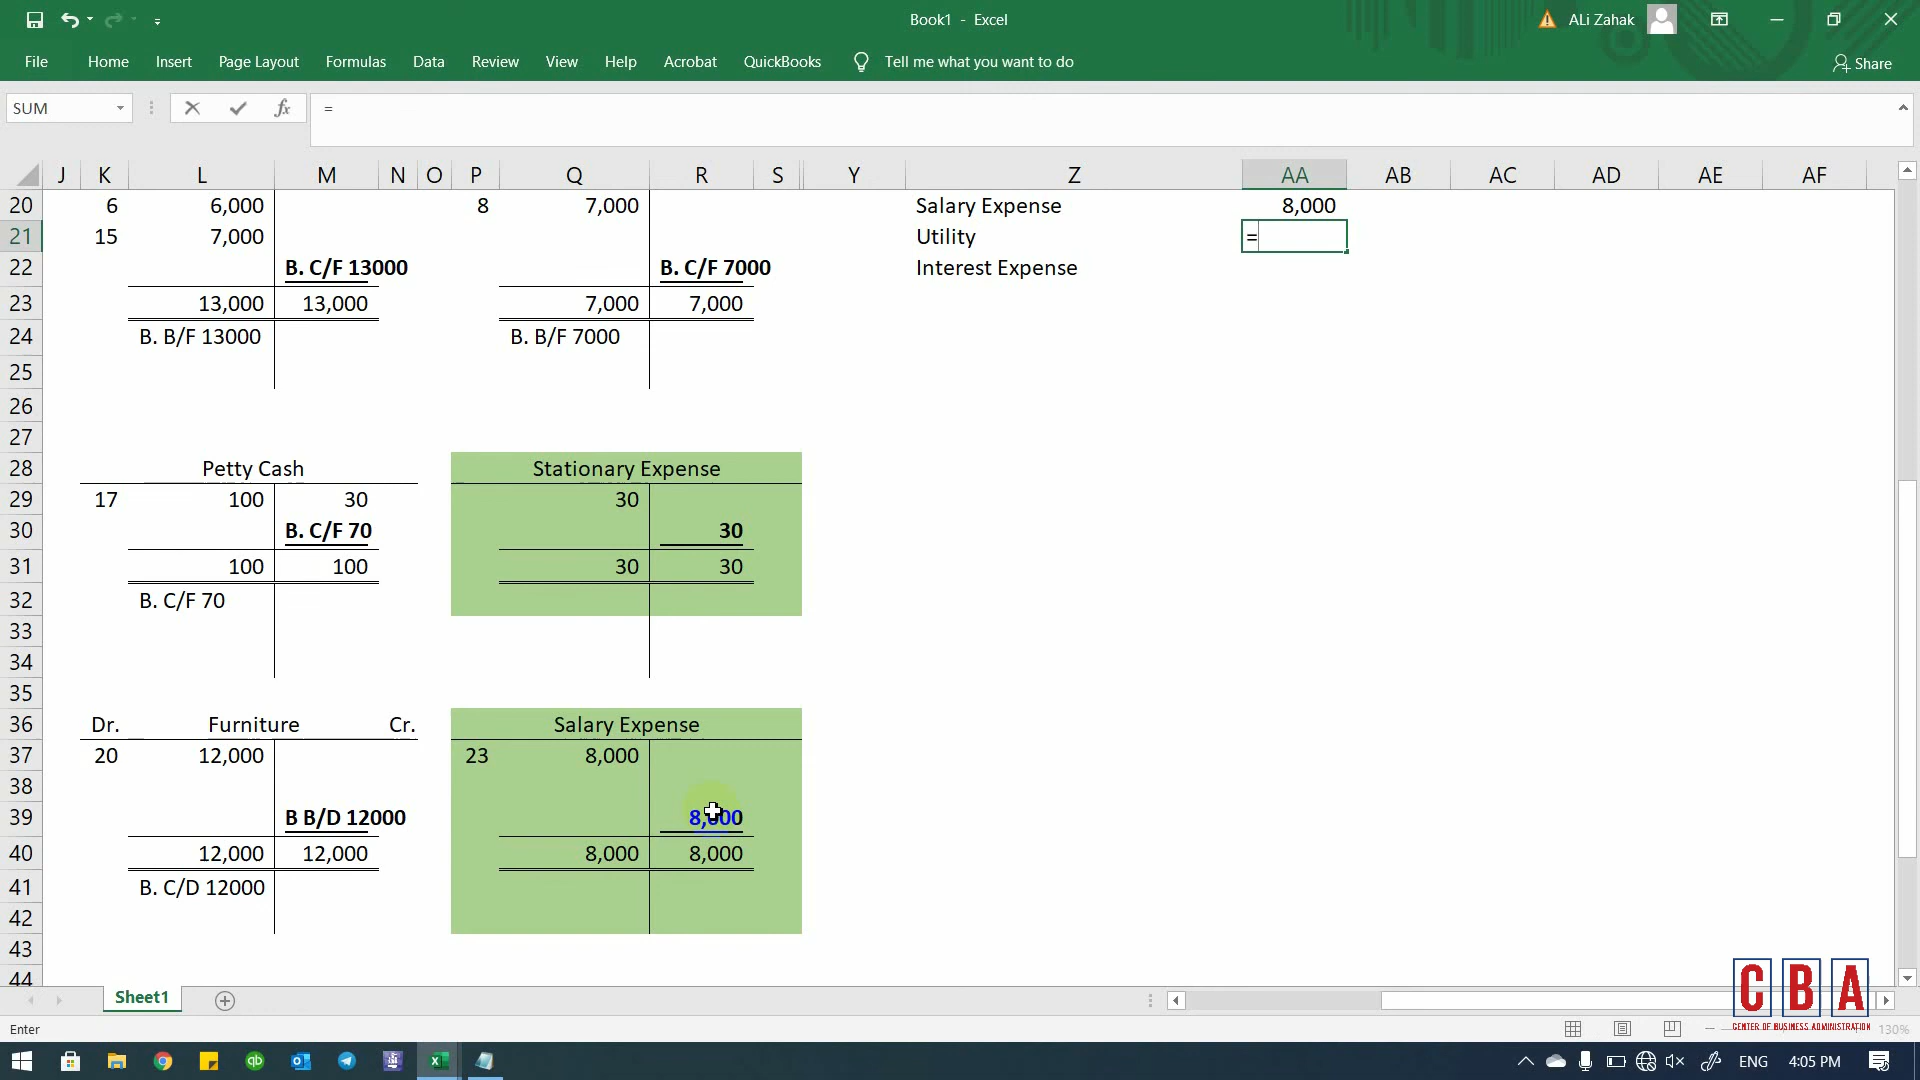 Book1 - Excel
ALi Zahak
File Home Insert Page Layout Formulas Data Review View Help Acrobat QuickBooks Tell me what you want to do Share
SUM =
J K L M N O P Q R S Y Z AA AB AC AD AE AF
20 6 6,000 8 7,000 Salary Expense 8,000
21 15 7,000 Utility =
22 B. C/F 13000 B. C/F 7000 Interest Expense
23 13,000 13,000 7,000 7,000
24 B. B/F 13000 B. B/F 7000
25
26
27
28 Petty Cash Stationary Expense
29 17 100 30 30
30 B. C/F 70 30
31 100 100 30 30
32 B. C/F 70
33
34
35
36 Dr. Furniture Cr. Salary Expense
37 20 12,000 23 8,000
38
39 B B/D 12000 8,000
40 12,000 12,000 8,000 8,000
41 B. C/D 12000
42
43
44
Sheet1
CBA
CENTER OF BUSINESS ADMINISTRATION
Enter 130%
ENG 4:05 PM